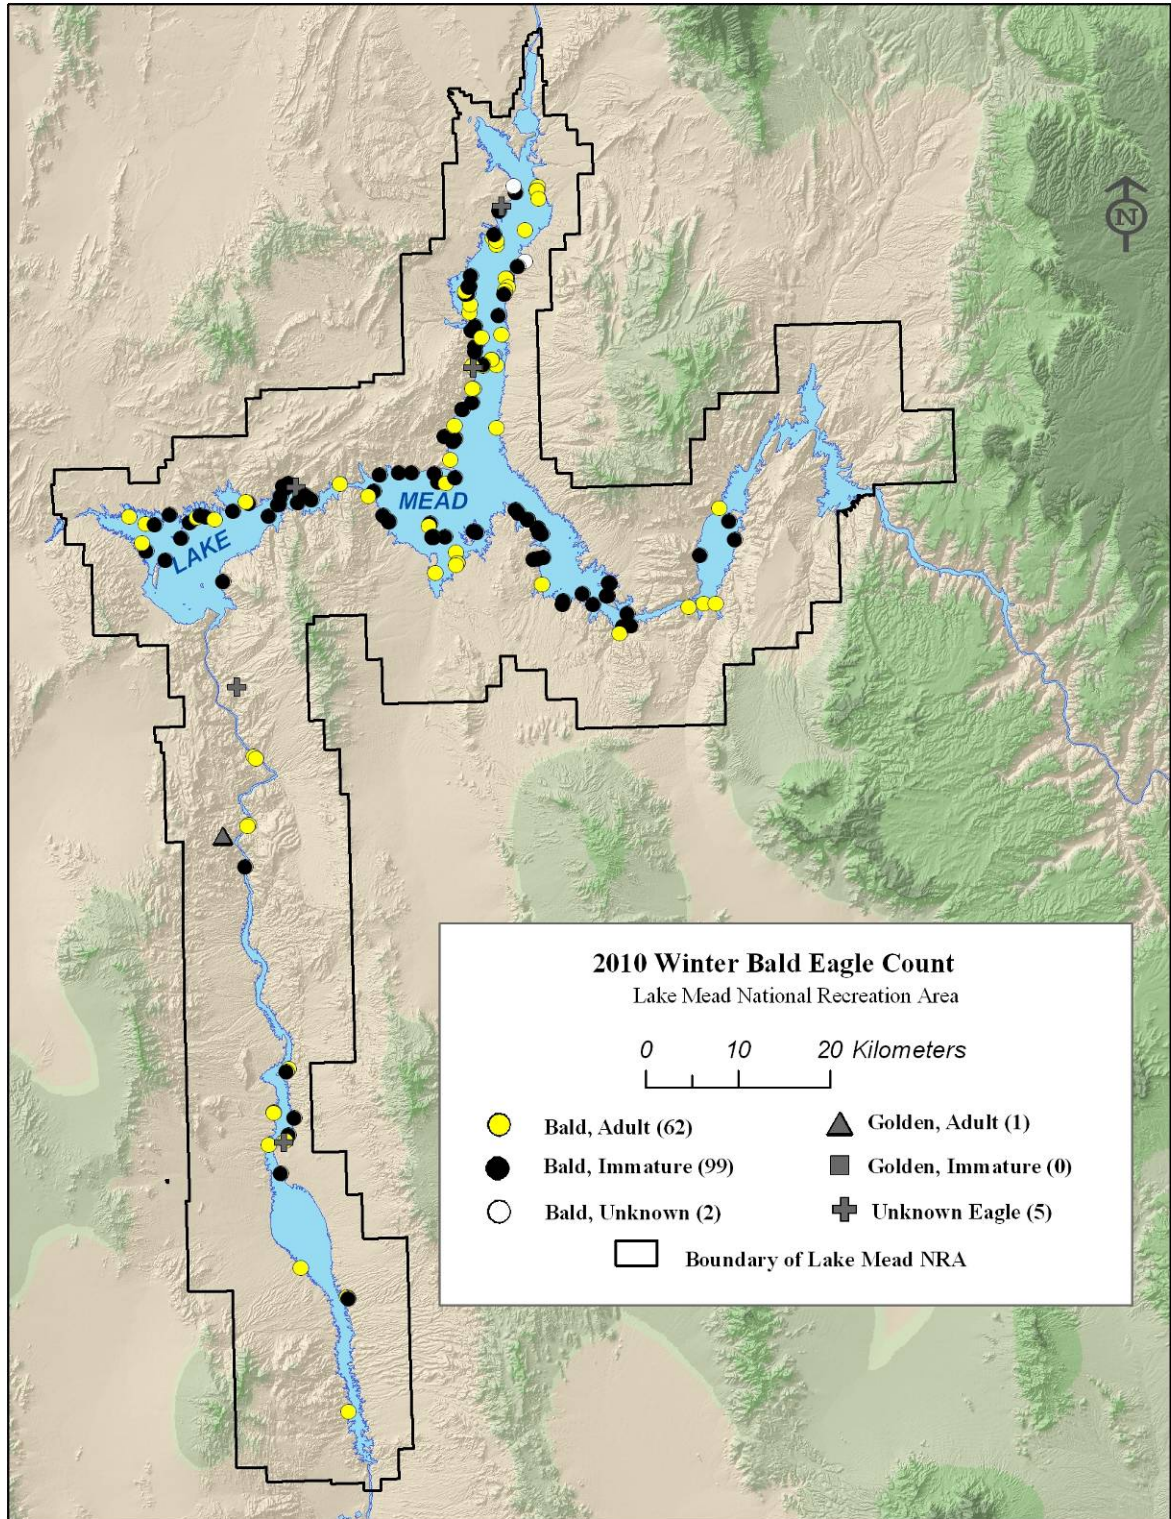 N
MEAD
LAKE
2010 Winter Bald Eagle Count
Lake Mead National Recreation Area
0 10 20 Kilometers
Bald, Adult (62)
Golden, Adult (1)
Bald, Immature (99)
Golden, Immature (0)
Bald, Unknown (2)
Unknown Eagle (5)
Boundary of Lake Mead NRA